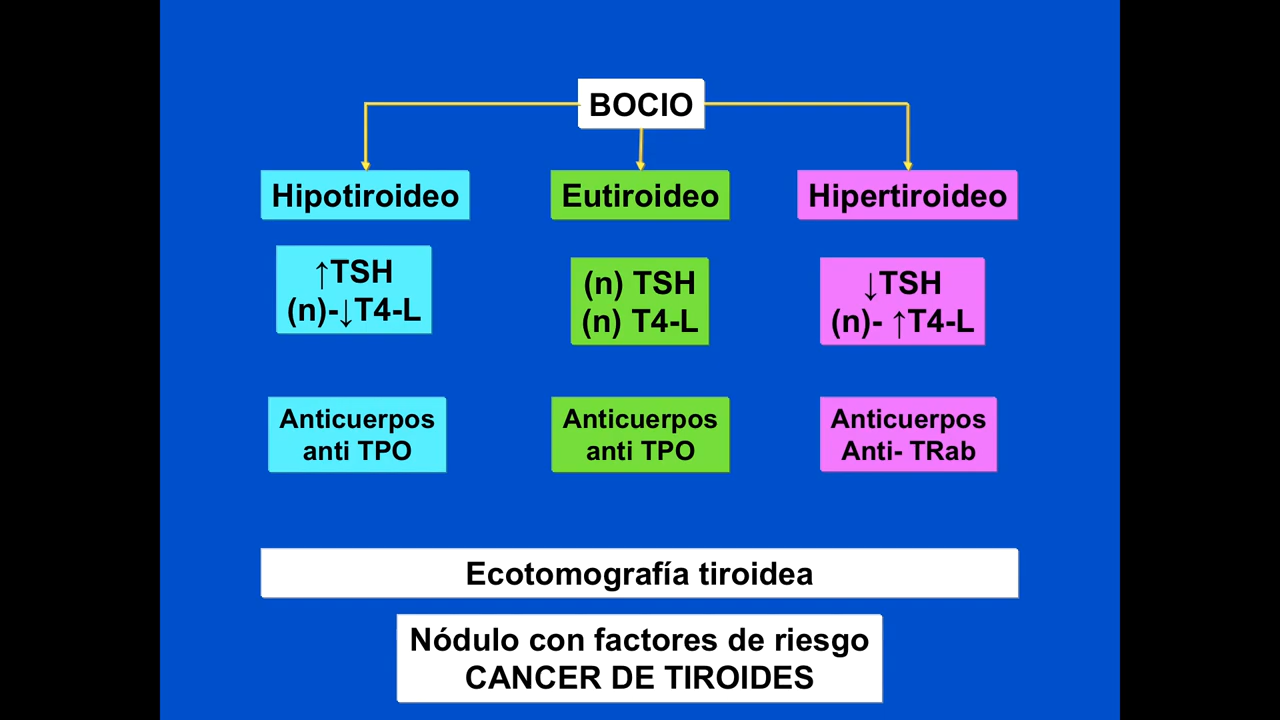 BOCIO
Hipotiroideo
Eutiroideo
Hipertiroideo
↑TSH
(n)-↓T4-L
(n) TSH
(n) T4-L
↓TSH
(n)- ↑T4-L
Anticuerpos
anti TPO
Anticuerpos
anti TPO
Anticuerpos
Anti- TRab
Ecotomografía tiroidea
Nódulo con factores de riesgo
CANCER DE TIROIDES